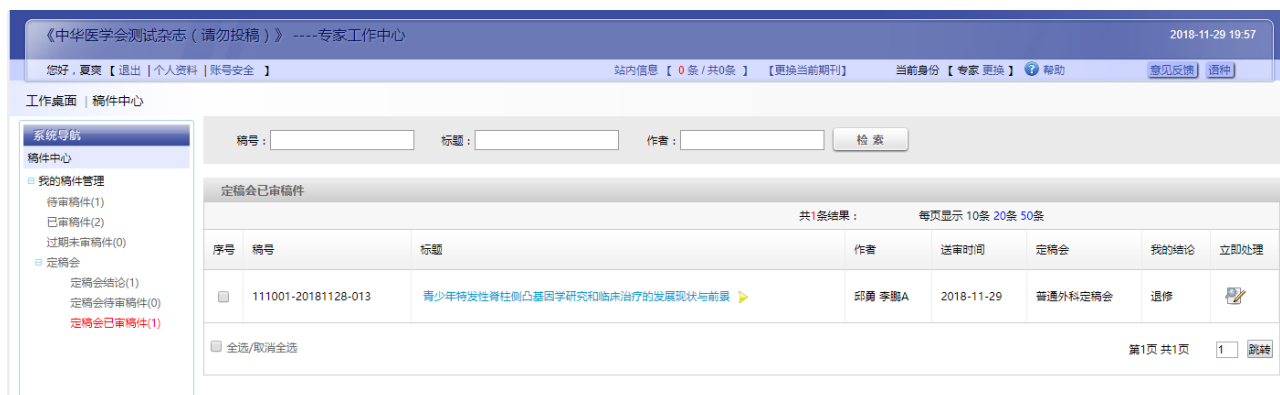 《中华医学会测试杂志（请勿投稿）》 ----专家工作中心 2018-11-29 19:57
您好，夏爽【 退出 | 个人资料 | 账号安全 】 站内信息 【 0 条 / 共0条 】 【更换当前期刊】 当前身份【 专家 更换 】 ? 帮助 意见反馈 语种
工作桌面 | 稿件中心
系统导航
稿件中心
我的稿件管理
待审稿件(1)
已审稿件(2)
过期未审稿件(0)
定稿会
定稿会结论(1)
定稿会待审稿件(0)
定稿会已审稿件(1)
稿号： 标题： 作者： 检 索
定稿会已审稿件
共1条结果： 每页显示 10条 20条 50条
序号 稿号 标题 作者 送审时间 定稿会 我的结论 立即处理
111001-20181128-013 青少年特发性脊柱侧凸基因学研究和临床治疗的发展现状与前景 邱勇 李鹏A 2018-11-29 普通外科定稿会 退修
全选/取消全选 第1页 共1页 1 跳转